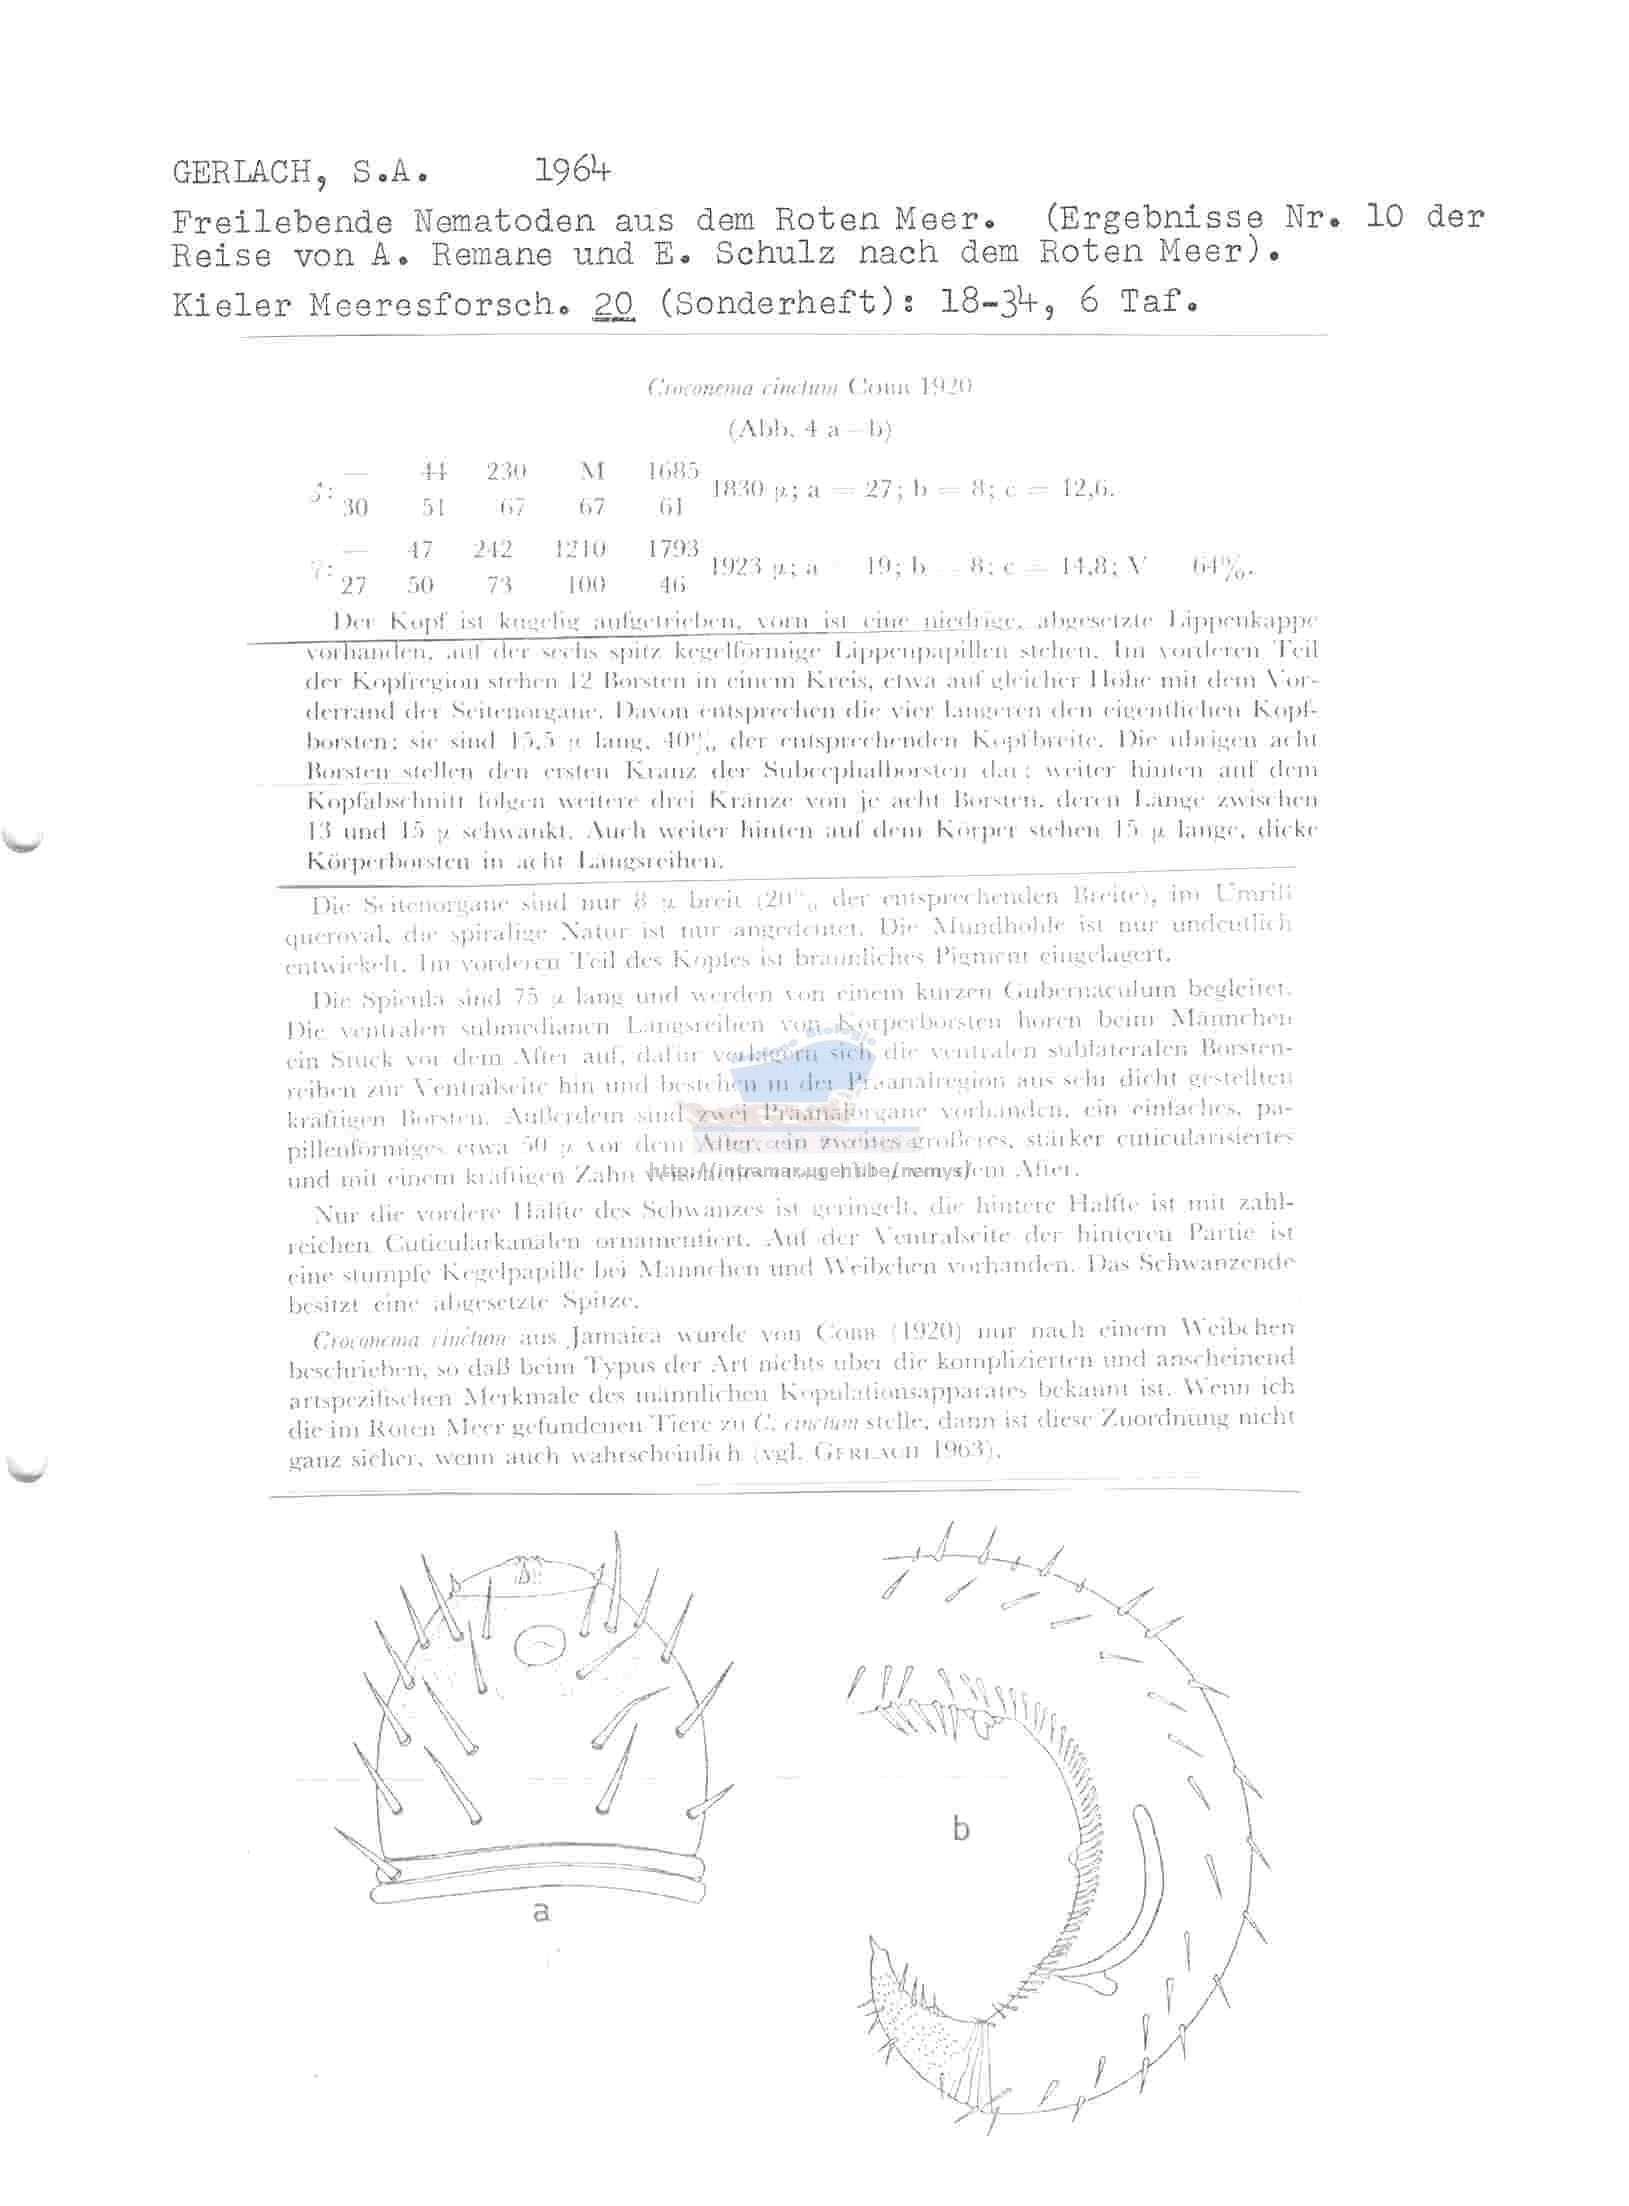 GERLACH, S.A. 1964
Freilebende Nematoden aus dem Roten Meer. (Ergebnisse Nr. 10 der
Reise von A. Remane und E. Schulz nach dem Roten Meer).
Kieler Meeresforsch. 20 (Sonderheft): 18-34, 6 Taf.
Croconema cinctum COBB 1920
(Abb. 4 a—b)
♂: — 44 230 M 1685
1830 μ; a = 27; b = 8; c = 12,6.
30 51 67 67 61
♀: — 47 242 1210 1793
1923 μ; a = 19; b = 8; c = 14,8; V 64%.
27 50 73 100 46
Der Kopf ist kugelig aufgetrieben, vorn ist eine niedrige, abgesetzte Lippenkappe
vorhanden, auf der sechs spitz kegelförmige Lippenpapillen stehen. Im vorderen Teil
der Kopfregion stehen 12 Borsten in einem Kreis, etwa auf gleicher Höhe mit dem Vor-
derrand der Seitenorgane. Davon entsprechen die vier längeren den eigentlichen Kopf-
borsten; sie sind 15,5 μ lang, 40% der entsprechenden Kopfbreite. Die übrigen acht
Borsten stellen den ersten Kranz der Subcephalborsten dar; weiter hinten auf dem
Kopfabschnitt folgen weitere drei Kränze von je acht Borsten, deren Länge zwischen
13 und 15 μ schwankt. Auch weiter hinten auf dem Körper stehen 15 μ lange, dicke
Körperborsten in acht Längsreihen.
Die Seitenorgane sind nur 8 μ breit (20% der entsprechenden Breite), im Umriß
queroval, die spiralige Natur ist nur angedeutet. Die Mundhöhle ist nur undeutlich
entwickelt. Im vorderen Teil des Kopfes ist bräunliches Pigment eingelagert.
Die Spicula sind 75 μ lang und werden von einem kurzen Gubernaculum begleitet.
Die ventralen submedianen Längsreihen von Körperborsten hören beim Männchen
ein Stück vor dem After auf, dafür verlagern sich die ventralen sublateralen Borsten-
reihen zur Ventralseite hin und bestehen in der Präanalregion aus sehr dicht gestellten
kräftigen Borsten. Außerdem sind zwei Präanalorgane vorhanden, ein einfaches, pa-
pillenförmiges etwa 50 μ vor dem After, ein zweites größeres, stärker cuticularisiertes
und mit einem kräftigen Zahn dem After.
http://intramar.ugent.be/nemys/
Nur die vordere Hälfte des Schwanzes ist geringelt, die hintere Hälfte ist mit zahl-
reichen Cuticularkanälen ornamentiert. Auf der Ventralseite der hinteren Partie ist
eine stumpfe Kegelpapille bei Männchen und Weibchen vorhanden. Das Schwanzende
besitzt eine abgesetzte Spitze.
Croconema cinctum aus Jamaica wurde von COBB (1920) nur nach einem Weibchen
beschrieben, so daß beim Typus der Art nichts über die komplizierten und anscheinend
artspezifischen Merkmale des männlichen Kopulationsapparates bekannt ist. Wenn ich
die im Roten Meer gefundenen Tiere zu C. cinctum stelle, dann ist diese Zuordnung nicht
ganz sicher, wenn auch wahrscheinlich (vgl. GERLACH 1963).
a
b